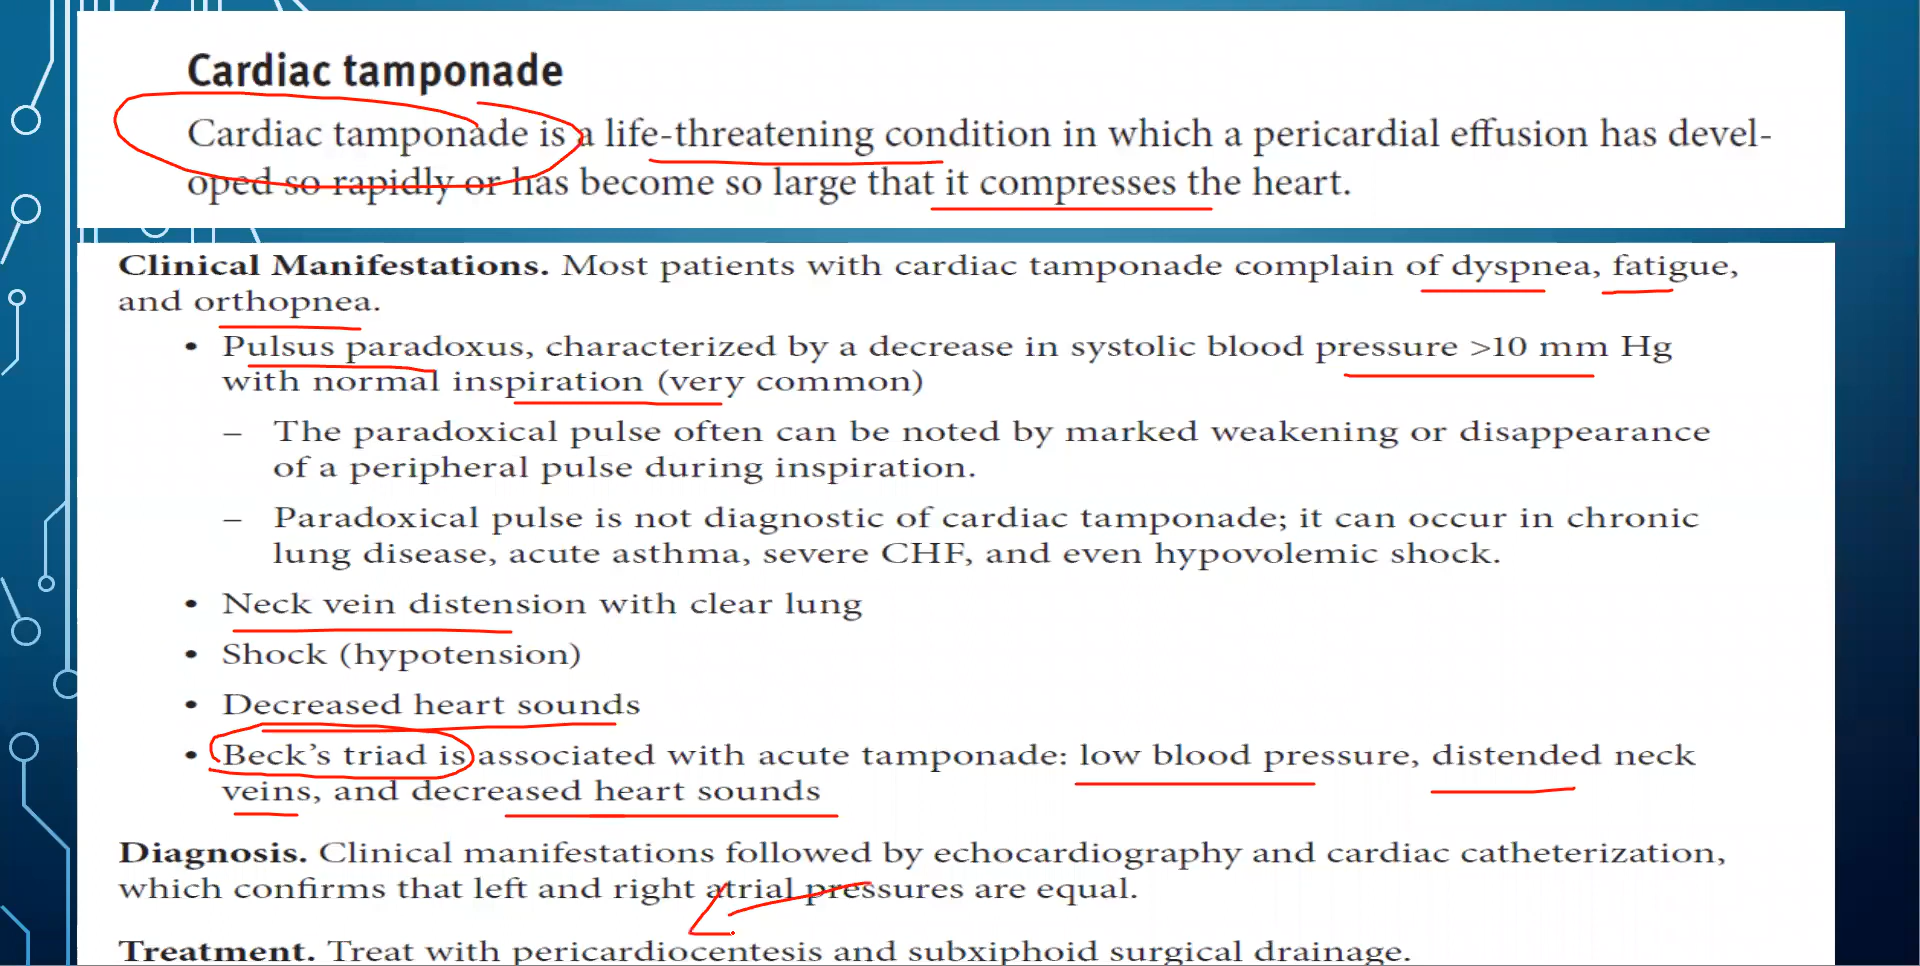 Cardiac tamponade
Cardiac tamponade is a life-threatening condition in which a pericardial effusion has devel-
oped so rapidly or has become so large that it compresses the heart.
Clinical Manifestations. Most patients with cardiac tamponade complain of dyspnea, fatigue,
and orthopnea.
• Pulsus paradoxus, characterized by a decrease in systolic blood pressure >10 mm Hg
with normal inspiration (very common)
– The paradoxical pulse often can be noted by marked weakening or disappearance
of a peripheral pulse during inspiration.
– Paradoxical pulse is not diagnostic of cardiac tamponade; it can occur in chronic
lung disease, acute asthma, severe CHF, and even hypovolemic shock.
• Neck vein distension with clear lung
• Shock (hypotension)
• Decreased heart sounds
• Beck's triad is associated with acute tamponade: low blood pressure, distended neck
veins, and decreased heart sounds
Diagnosis. Clinical manifestations followed by echocardiography and cardiac catheterization,
which confirms that left and right atrial pressures are equal.
Treatment. Treat with pericardiocentesis and subxiphoid surgical drainage.